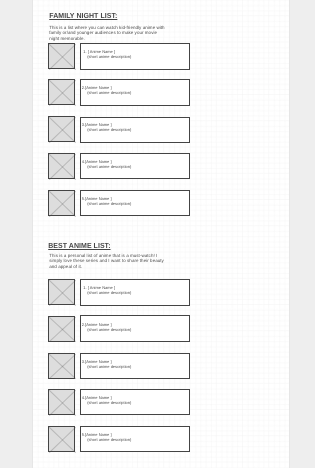 FAMILY NIGHT LIST:
This is a list where you can watch kid-friendly anime with
family or/and younger audiences to make your movie
night memorable.
1. [Anime Name ]
(short anime description)
2.[Anime Name ]
(short anime description)
3.[Anime Name ]
(short anime description)
4.[Anime Name ]
(short anime description)
5.[Anime Name ]
(short anime description)
BEST ANIME LIST:
This is a personal list of anime that is a must-watch! I
simply love these series and I want to share their beauty
and appeal of it.
1. [Anime Name ]
(short anime description)
2.[Anime Name ]
(short anime description)
3.[Anime Name ]
(short anime description)
4.[Anime Name ]
(short anime description)
5.[Anime Name ]
(short anime description)